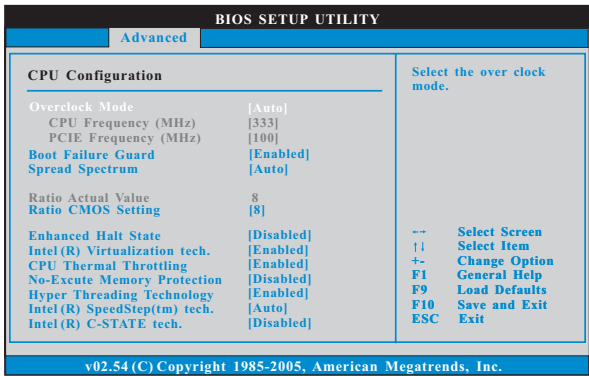 BIOS SETUP UTILITY
Advanced
CPU Configuration
Overclock Mode [Auto]
CPU Frequency (MHz) [333]
PCIE Frequency (MHz) [100]
Boot Failure Guard [Enabled]
Spread Spectrum [Auto]
Ratio Actual Value 8
Ratio CMOS Setting [8]
Enhanced Halt State [Disabled]
Intel (R) Virtualization tech. [Enabled]
CPU Thermal Throttling [Enabled]
No-Excute Memory Protection [Disabled]
Hyper Threading Technology [Enabled]
Intel (R) SpeedStep(tm) tech. [Auto]
Intel (R) C-STATE tech. [Disabled]
Select the over clock
mode.
←→ Select Screen
↑↓ Select Item
+- Change Option
F1 General Help
F9 Load Defaults
F10 Save and Exit
ESC Exit
v02.54 (C) Copyright 1985-2005, American Megatrends, Inc.